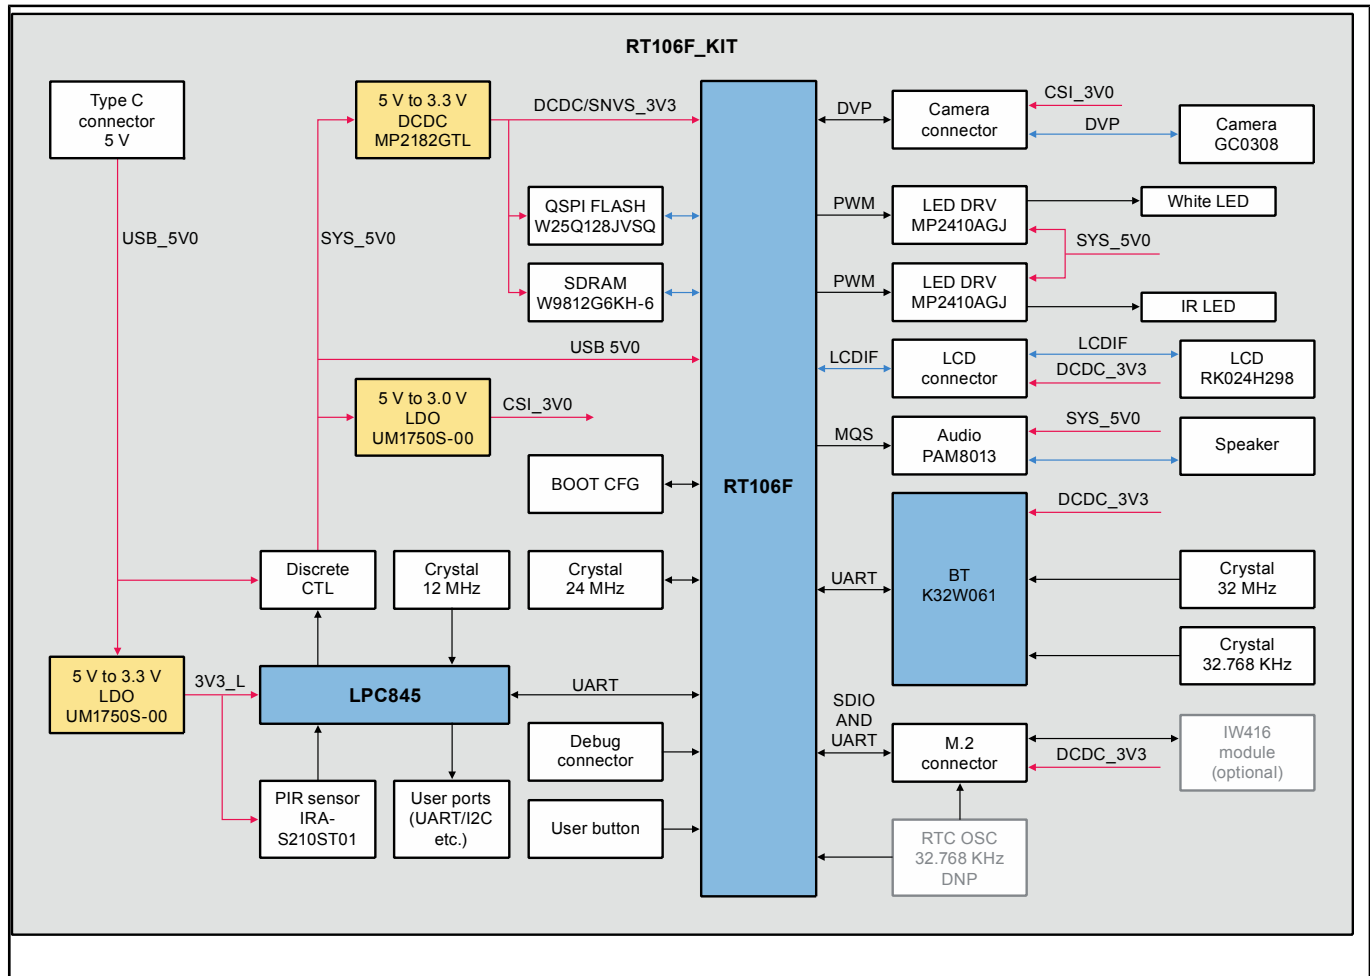 RT106F_KIT
Type C
connector
5 V
5 V to 3.3 V
DCDC
MP2182GTL
DCDC/SNVS_3V3
DVP
Camera
connector
CSI_3V0
DVP
Camera
GC0308
QSPI FLASH
W25Q128JVSQ
PWM
LED DRV
MP2410AGJ
White LED
USB_5V0
SYS_5V0
SYS_5V0
SDRAM
W9812G6KH-6
PWM
LED DRV
MP2410AGJ
IR LED
USB 5V0
LCDIF
LCD
connector
LCDIF
DCDC_3V3
LCD
RK024H298
5 V to 3.0 V
LDO
UM1750S-00
CSI_3V0
MQS
Audio
PAM8013
SYS_5V0
Speaker
BOOT CFG
RT106F
DCDC_3V3
Discrete
CTL
Crystal
12 MHz
Crystal
24 MHz
UART
BT
K32W061
Crystal
32 MHz
Crystal
32.768 KHz
5 V to 3.3 V
LDO
UM1750S-00
3V3_L
LPC845
UART
SDIO
AND
UART
Debug
connector
M.2
connector
DCDC_3V3
IW416
module
(optional)
PIR sensor
IRA-
S210ST01
User ports
(UART/I2C
etc.)
User button
RTC OSC
32.768 KHz
DNP